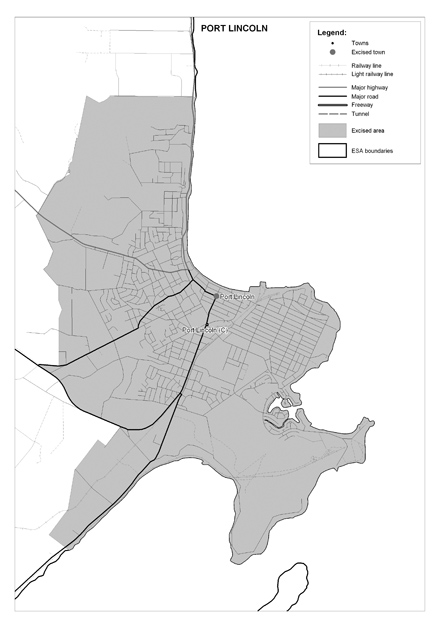 PORT LINCOLN
Legend:
Towns
Excised town
Railway line
Light railway line
Major highway
Major road
Freeway
Tunnel
Excised area
ESA boundaries
Port Lincoln
Port Lincoln (C)